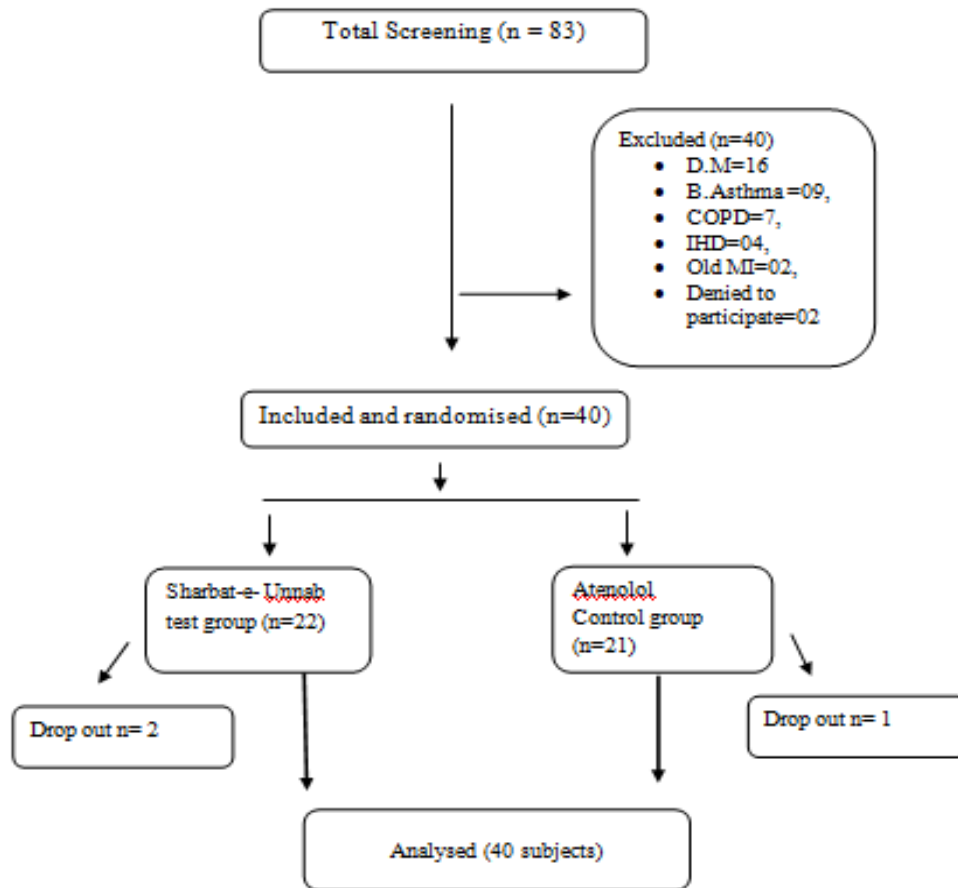 Total Screening (n = 83)
Excluded (n=40)
• D.M=16
• B.Asthma =09,
• COPD=7,
• IHD=04,
• Old MI=02,
• Denied to
participate=02
Included and randomised (n=40)
Sharbat-e- Unnab
test group (n=22)
Atenolol
Control group
(n=21)
Drop out n= 2
Drop out n= 1
Analysed (40 subjects)